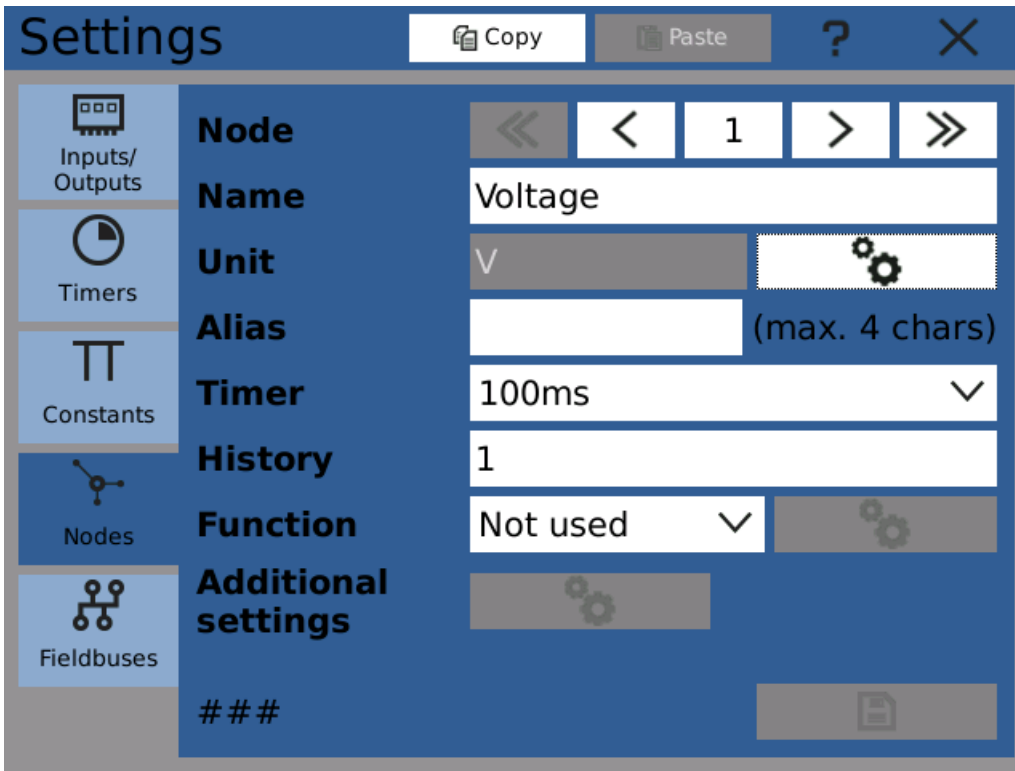 Settings
Copy
Paste
?
Inputs/
Outputs
Timers
Constants
Nodes
Fieldbuses
Node
1
Name
Voltage
Unit
V
Alias
(max. 4 chars)
Timer
100ms
History
1
Function
Not used
Additional
settings
###